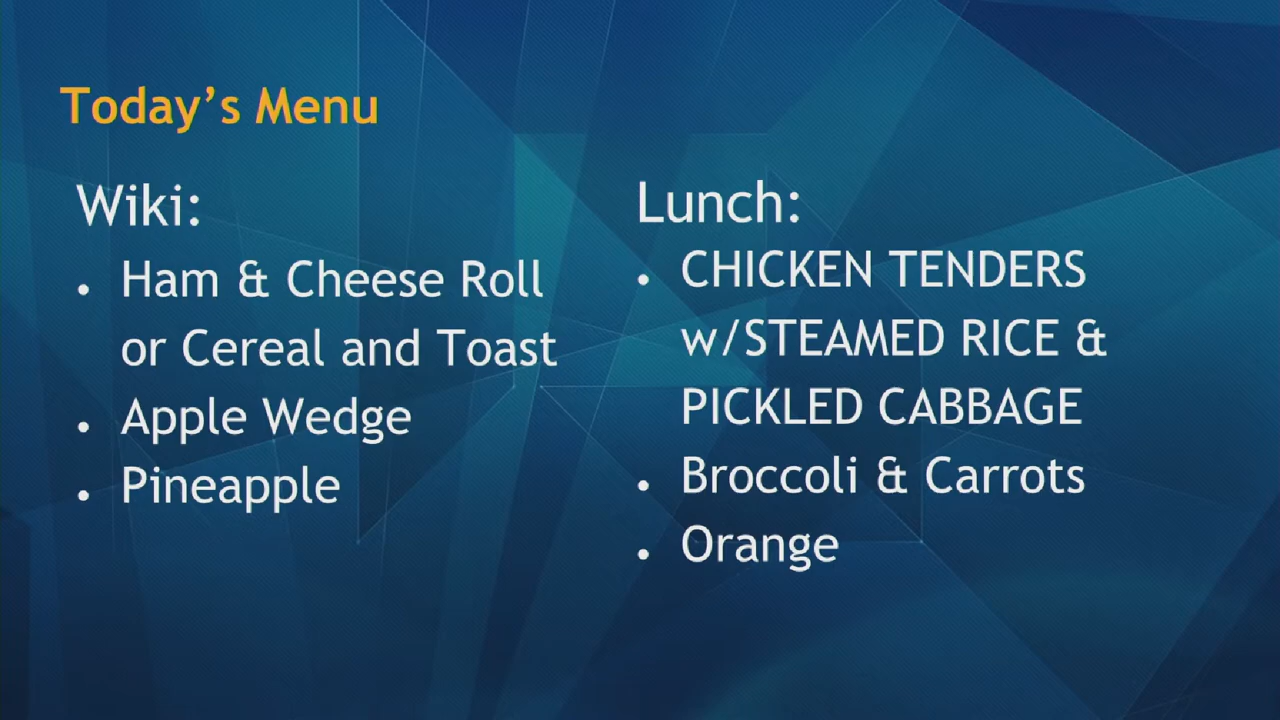 Today’s Menu
Wiki:
• Ham & Cheese Roll
or Cereal and Toast
• Apple Wedge
• Pineapple
Lunch:
• CHICKEN TENDERS
w/STEAMED RICE &
PICKLED CABBAGE
• Broccoli & Carrots
• Orange